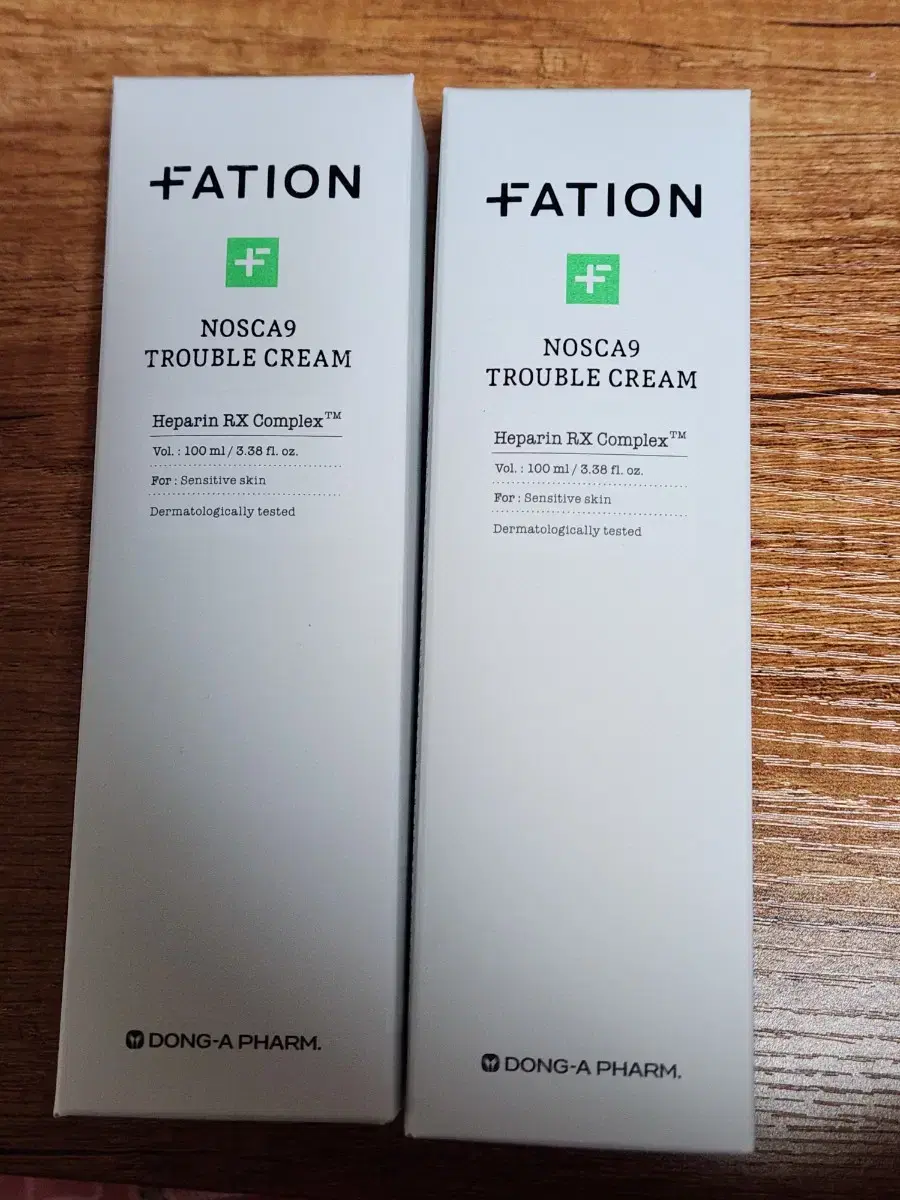 FATION
NOSCA9
TROUBLE CREAM
Heparin RX Complex™
Vol. : 100 ml / 3.38 fl. oz.
For : Sensitive skin
Dermatologically tested
DONG-A PHARM.
FATION
NOSCA9
TROUBLE CREAM
Heparin RX Complex™
Vol. : 100 ml / 3.38 fl. oz.
For : Sensitive skin
Dermatologically tested
DONG-A PHARM.